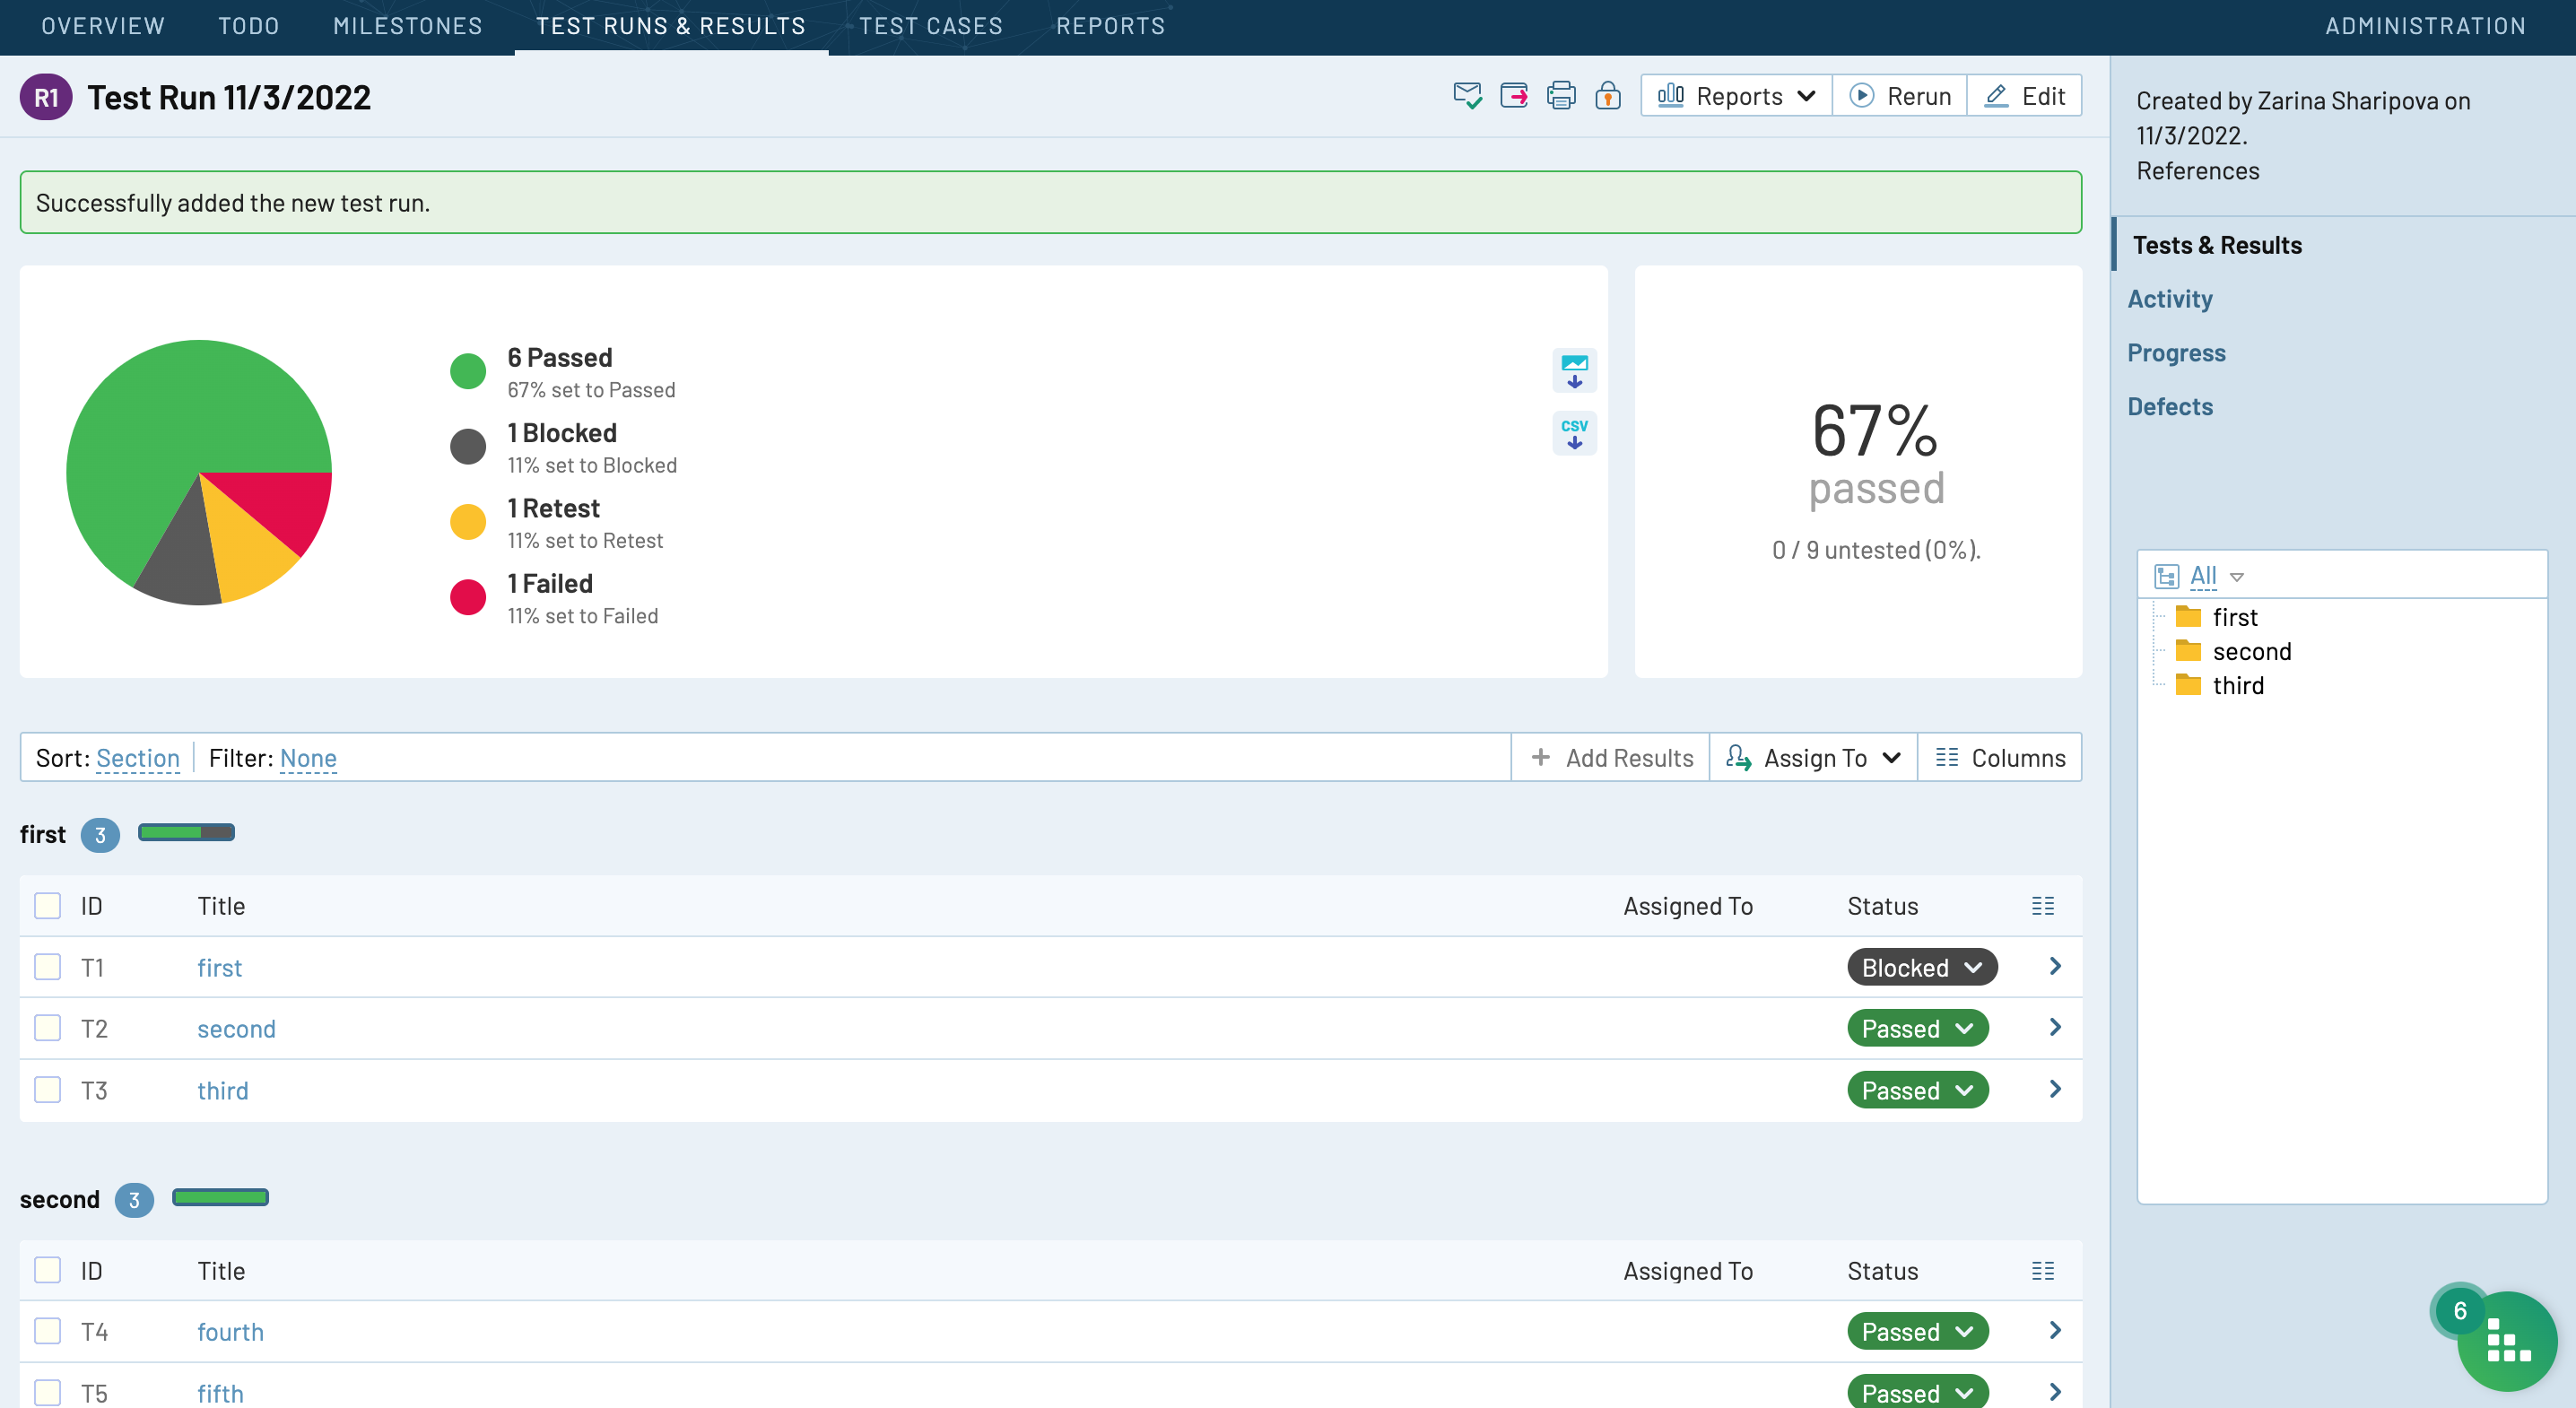 OVERVIEW TODO MILESTONES TEST RUNS & RESULTS TEST CASES REPORTS ADMINISTRATION
R1 Test Run 11/3/2022
Reports Rerun Edit
Created by Zarina Sharipova on
11/3/2022.
References
Successfully added the new test run.
Tests & Results
Activity
Progress
Defects
6 Passed
67% set to Passed
1 Blocked
11% set to Blocked
1 Retest
11% set to Retest
1 Failed
11% set to Failed
CSV
67%
passed
0 / 9 untested (0%).
All
first
second
third
Sort: Section Filter: None
Add Results Assign To Columns
first 3
ID Title Assigned To Status
T1 first Blocked
T2 second Passed
T3 third Passed
second 3
ID Title Assigned To Status
T4 fourth Passed
T5 fifth Passed
6